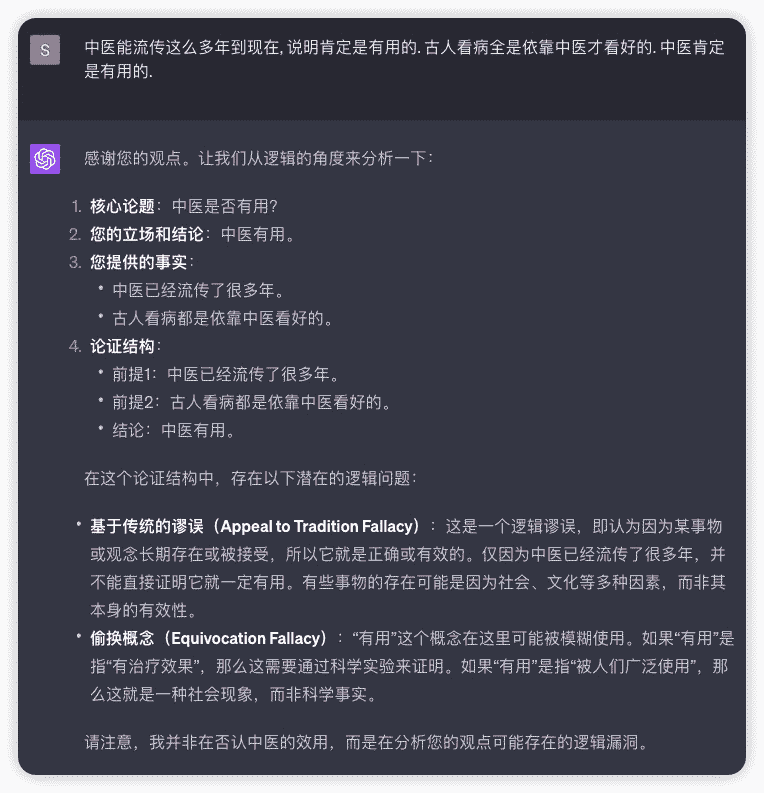 S
中医能流传这么多年到现在, 说明肯定是有用的. 古人看病全是依靠中医才看好的. 中医肯定
是有用的.
感谢您的观点。让我们从逻辑的角度来分析一下：
1. 核心论题：中医是否有用？
2. 您的立场和结论：中医有用。
3. 您提供的事实：
• 中医已经流传了很多年。
• 古人看病都是依靠中医看好的。
4. 论证结构：
• 前提1：中医已经流传了很多年。
• 前提2：古人看病都是依靠中医看好的。
• 结论：中医有用。
在这个论证结构中，存在以下潜在的逻辑问题：
• 基于传统的谬误（Appeal to Tradition Fallacy）：这是一个逻辑谬误，即认为因为某事物
或观念长期存在或被接受，所以它就是正确或有效的。仅因为中医已经流传了很多年，并
不能直接证明它就一定有用。有些事物的存在可能是因为社会、文化等多种因素，而非其
本身的有效性。
• 偷换概念（Equivocation Fallacy）：“有用”这个概念在这里可能被模糊使用。如果“有用”是
指“有治疗效果”，那么这需要通过科学实验来证明。如果“有用”是指“被人们广泛使用”，那
么这就是一种社会现象，而非科学事实。
请注意，我并非在否认中医的效用，而是在分析您的观点可能存在的逻辑漏洞。